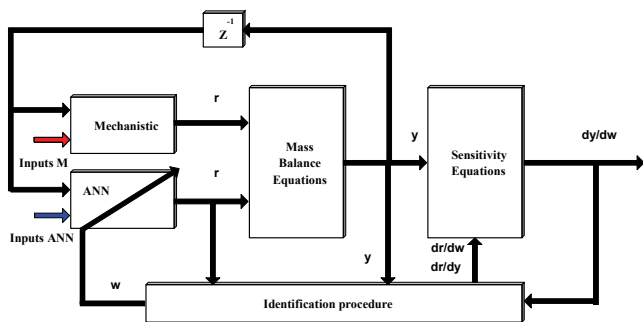 Z -1
r
Mechanistic
Inputs M
Mass
Balance
Equations
y
Sensitivity
Equations
dy/dw
r
ANN
Inputs ANN
y
dr/dw
dr/dy
w
Identification procedure